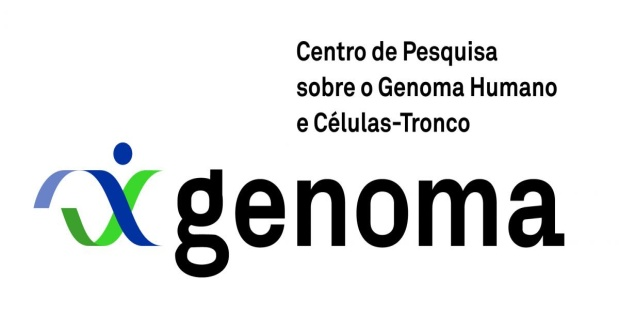 Centro de Pesquisa
sobre o Genoma Humano
e Células-Tronco
genoma